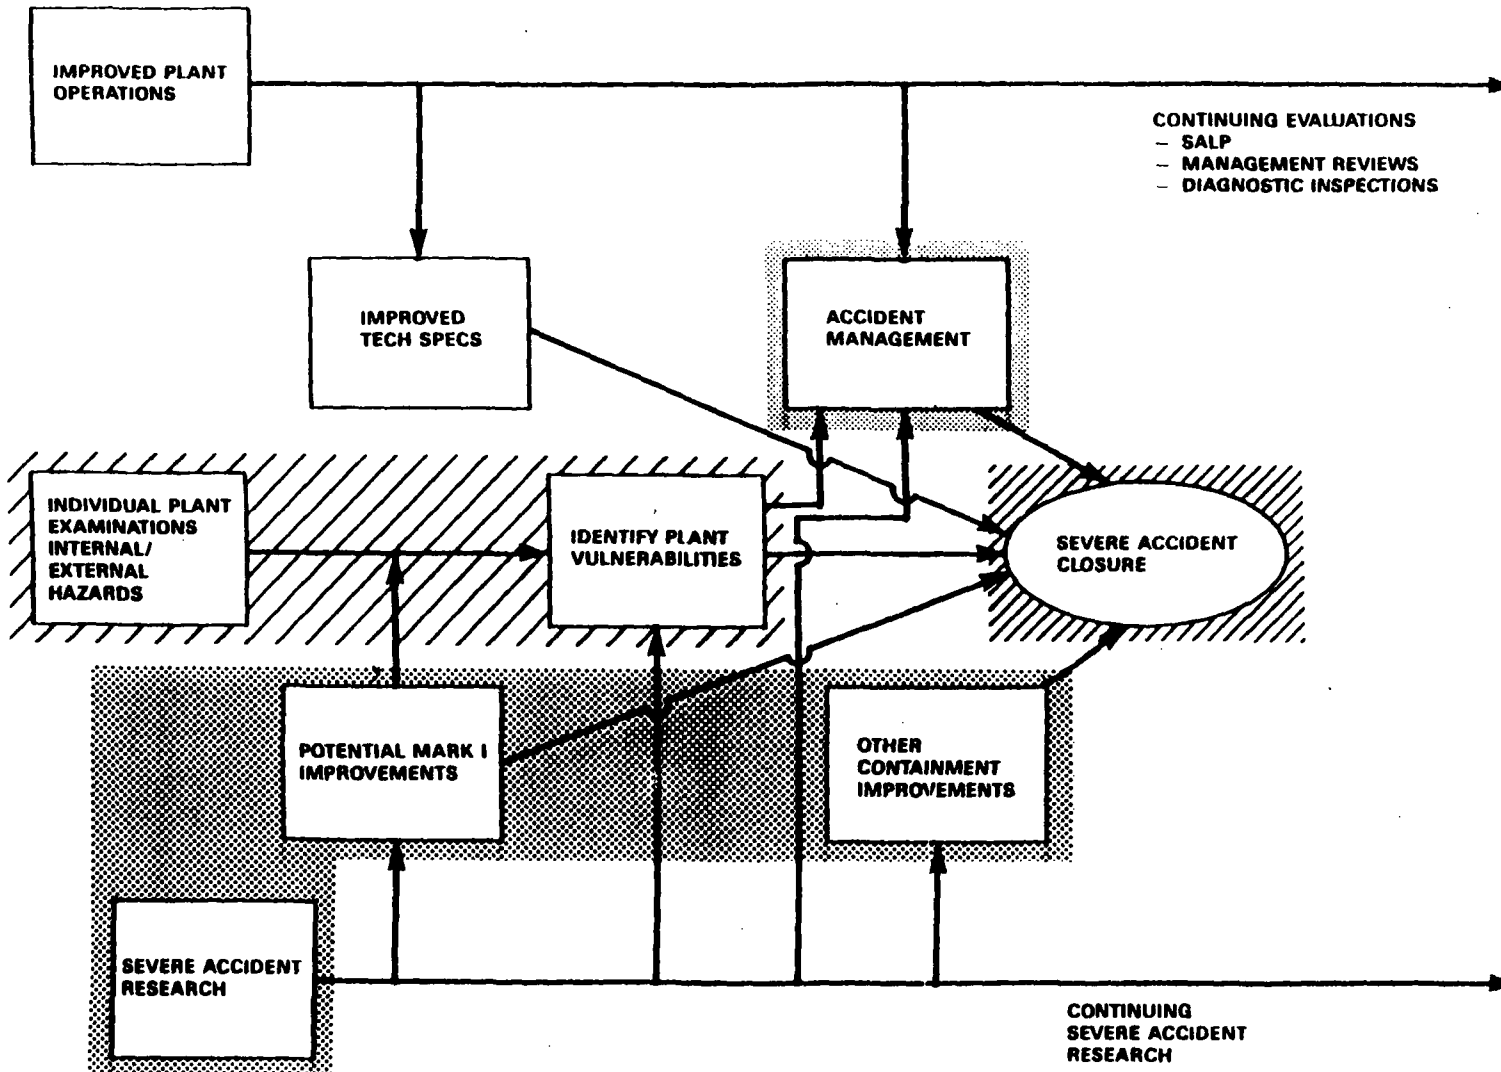 IMPROVED PLANT
OPERATIONS
CONTINUING EVALUATIONS
– SALP
– MANAGEMENT REVIEWS
– DIAGNOSTIC INSPECTIONS
IMPROVED
TECH SPECS
ACCIDENT
MANAGEMENT
INDIVIDUAL PLANT
EXAMINATIONS
INTERNAL/
EXTERNAL
HAZARDS
IDENTIFY PLANT
VULNERABILITIES
SEVERE ACCIDENT
CLOSURE
POTENTIAL MARK I
IMPROVEMENTS
OTHER
CONTAINMENT
IMPROVEMENTS
SEVERE ACCIDENT
RESEARCH
CONTINUING
SEVERE ACCIDENT
RESEARCH